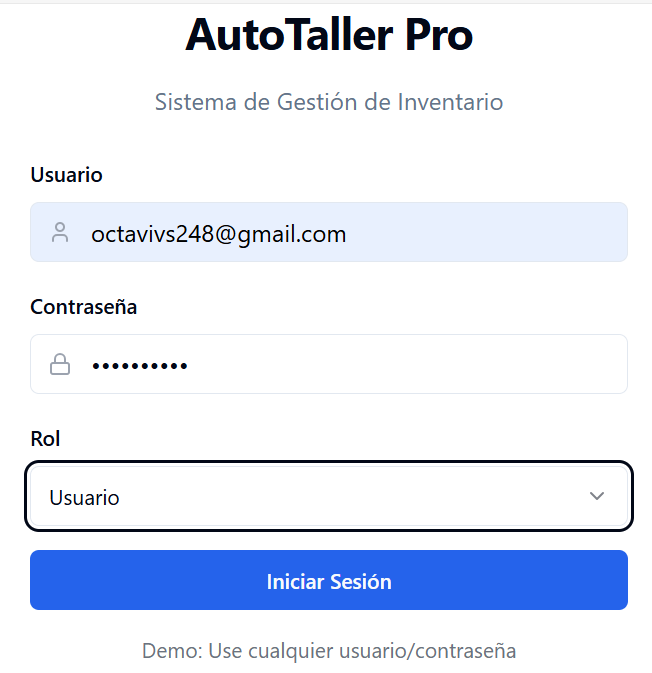 AutoTaller Pro
Sistema de Gestión de Inventario
Usuario
octavivs248@gmail.com
Contraseña
••••••••••
Rol
Usuario
Iniciar Sesión
Demo: Use cualquier usuario/contraseña